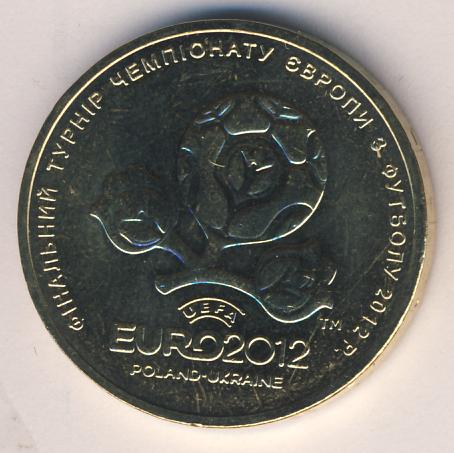 ФІНАЛЬНИЙ ТУРНІР ЧЕМПІОНАТУ ЄВРОПИ З ФУТБОЛУ 2012 Р.
UEFA
EURO2012 ™
POLAND-UKRAINE